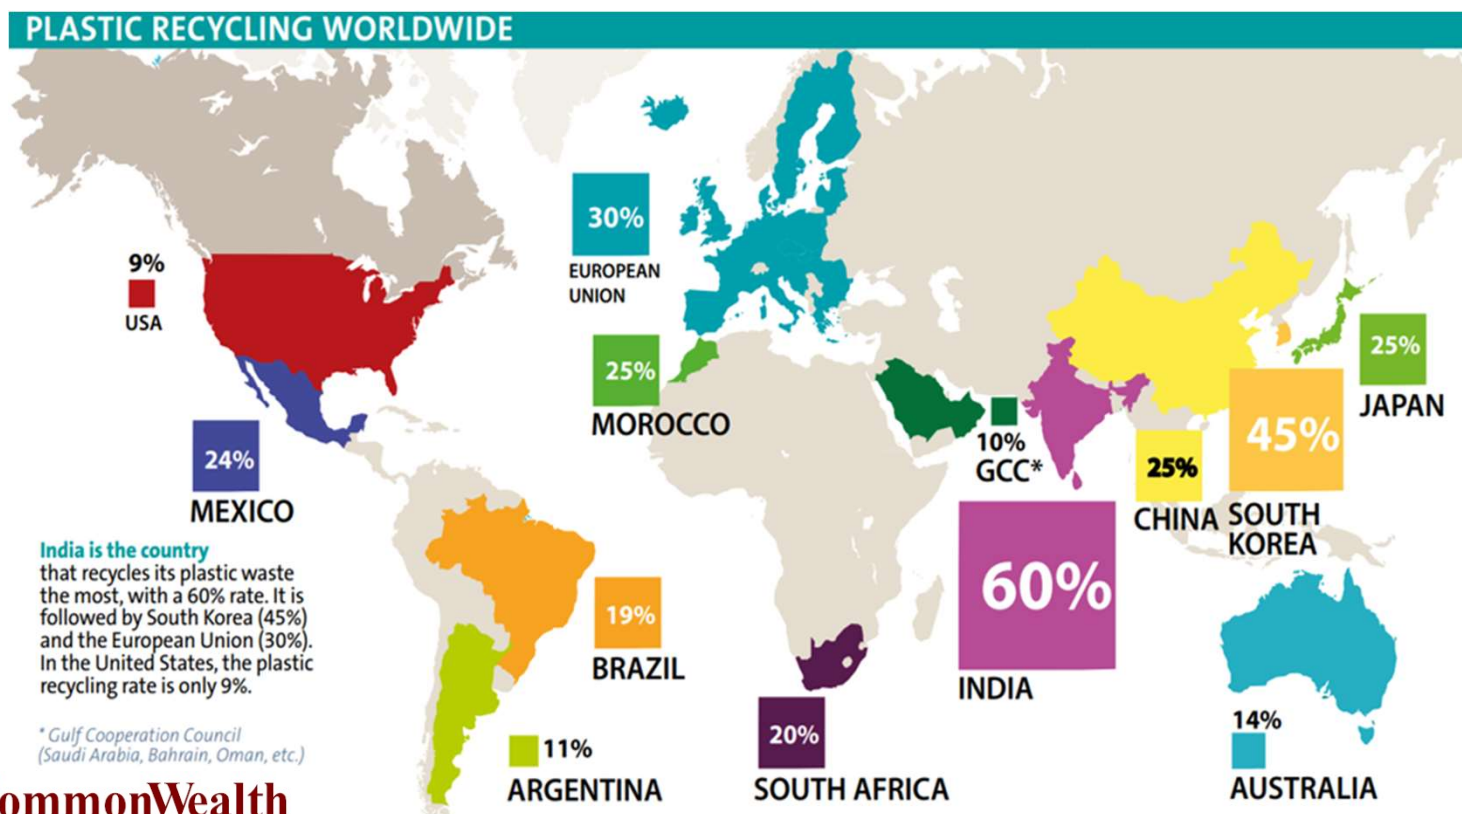 PLASTIC RECYCLING WORLDWIDE
9%
USA
30%
EUROPEAN
UNION
25%
MOROCCO
24%
MEXICO
10%
GCC*
25%
CHINA
45%
SOUTH
KOREA
25%
JAPAN
60%
INDIA
19%
BRAZIL
11%
ARGENTINA
20%
SOUTH AFRICA
14%
AUSTRALIA
India is the country
that recycles its plastic waste
the most, with a 60% rate. It is
followed by South Korea (45%)
and the European Union (30%).
In the United States, the plastic
recycling rate is only 9%.
* Gulf Cooperation Council
(Saudi Arabia, Bahrain, Oman, etc.)
ommonWealth